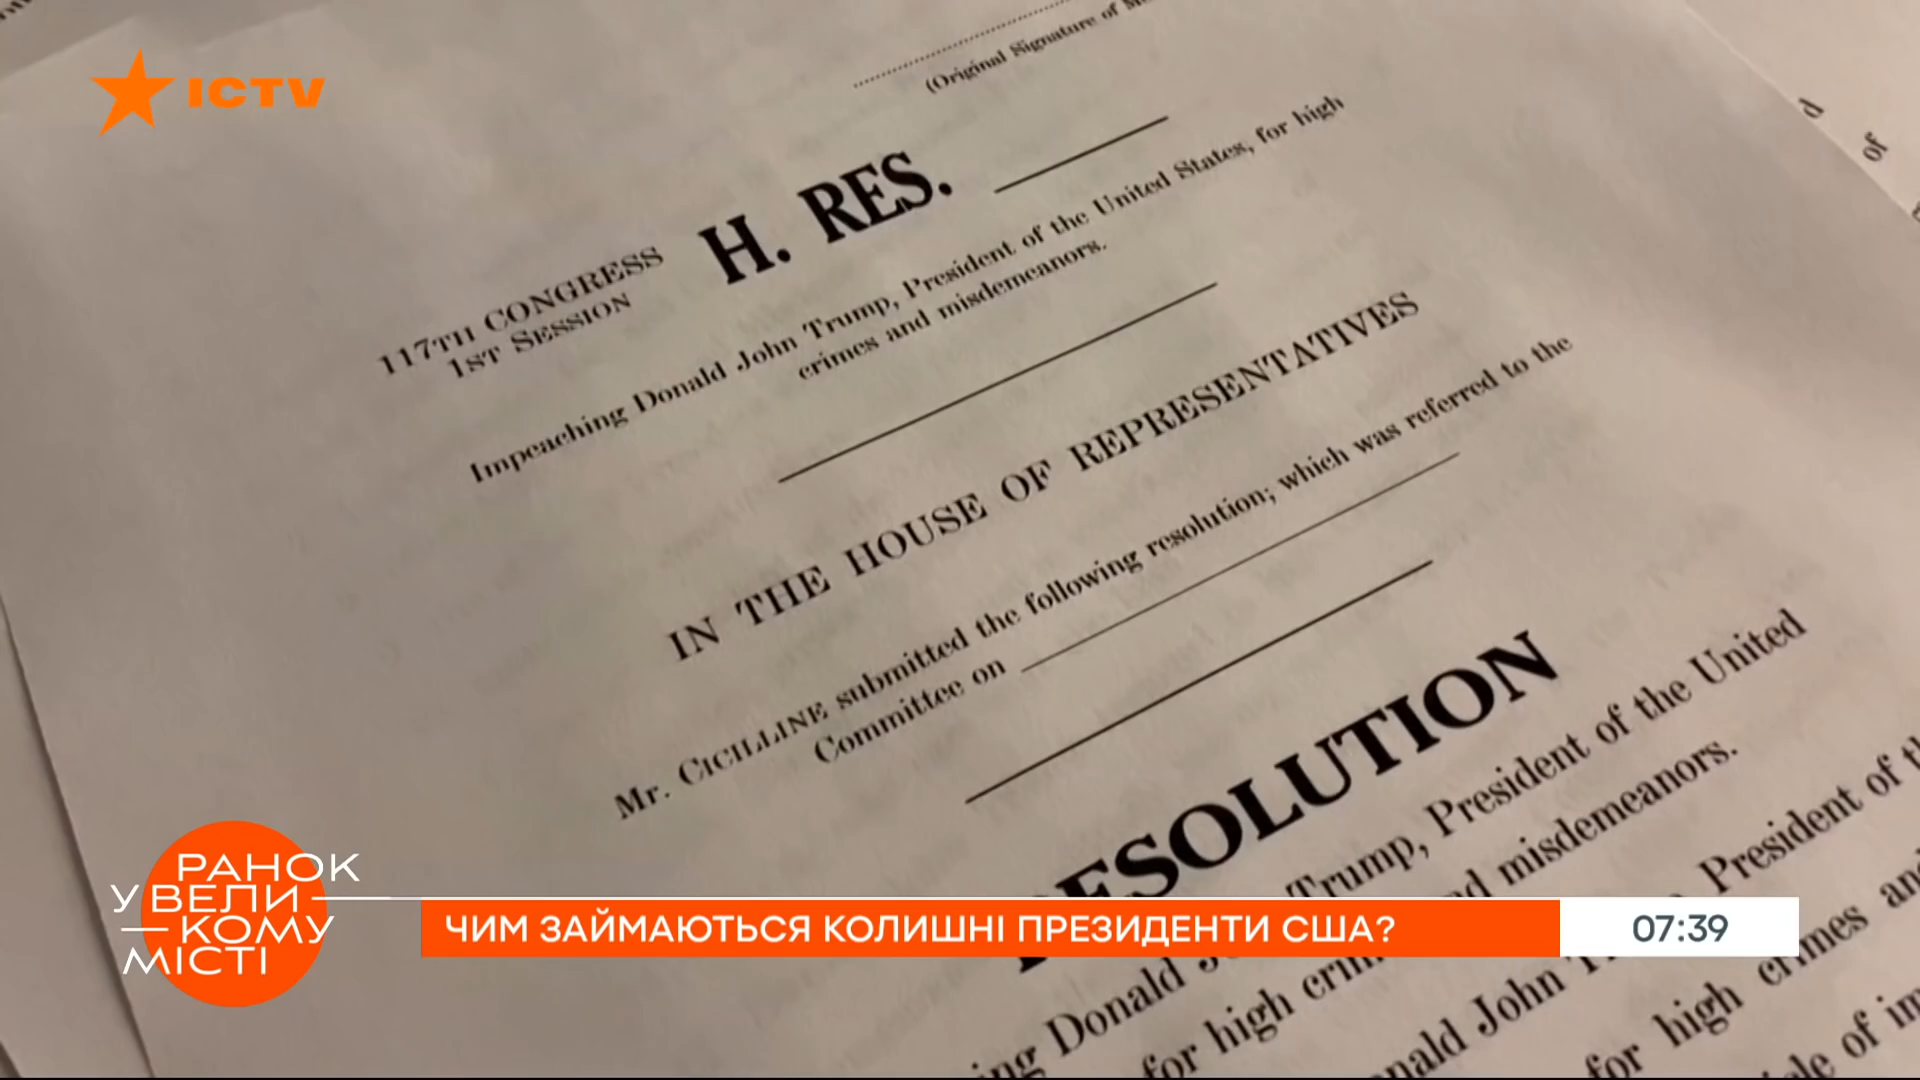 ICTV
(Original Signature of
117TH CONGRESS
1ST SESSION
H. RES.
Impeaching Donald John Trump, President of the United States, for high
crimes and misdemeanors.
IN THE HOUSE OF REPRESENTATIVES
Mr. CICILLINE submitted the following resolution; which was referred to the
Committee on
RESOLUTION
Donald Trump, President of the United
for high misdemeanors.
John President of
for high crimes
of
d
of
РАНОК
У ВЕЛИ-
КОМУ
МІСТІ
ЧИМ ЗАЙМАЮТЬСЯ КОЛИШНІ ПРЕЗИДЕНТИ США?
07:39